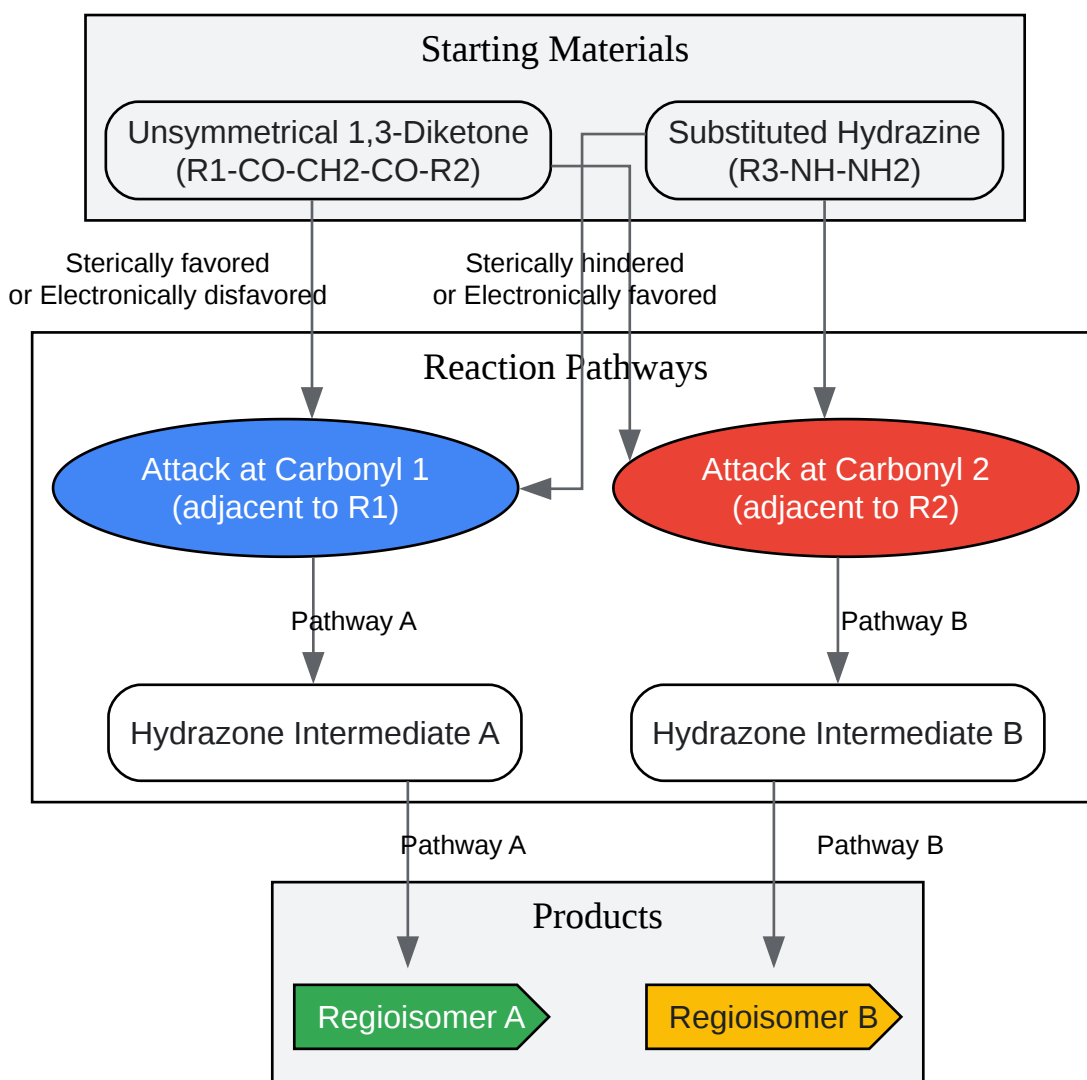 Starting Materials
Unsymmetrical 1,3-Diketone
(R1-CO-CH2-CO-R2)
Substituted Hydrazine
(R3-NH-NH2)
Sterically favored
or Electronically disfavored
Sterically hindered
or Electronically favored
Reaction Pathways
Attack at Carbonyl 1
(adjacent to R1)
Attack at Carbonyl 2
(adjacent to R2)
Pathway A
Pathway B
Hydrazone Intermediate A
Hydrazone Intermediate B
Pathway A
Pathway B
Products
Regioisomer A
Regioisomer B